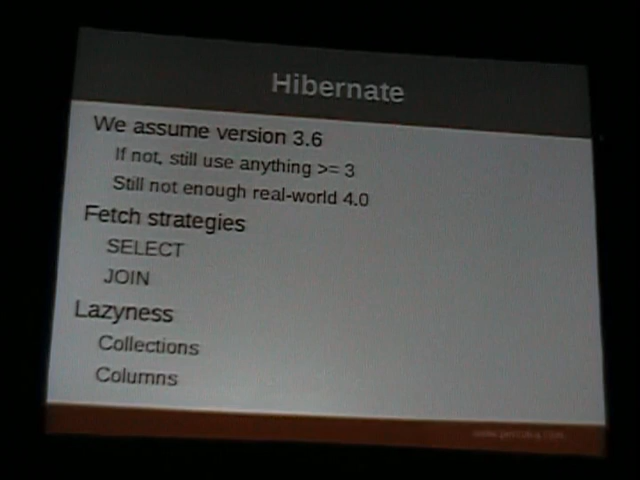 Hibernate
We assume version 3.6
If not, still use anything >= 3
Still not enough real-world 4.0
Fetch strategies
SELECT
JOIN
Lazyness
Collections
Columns